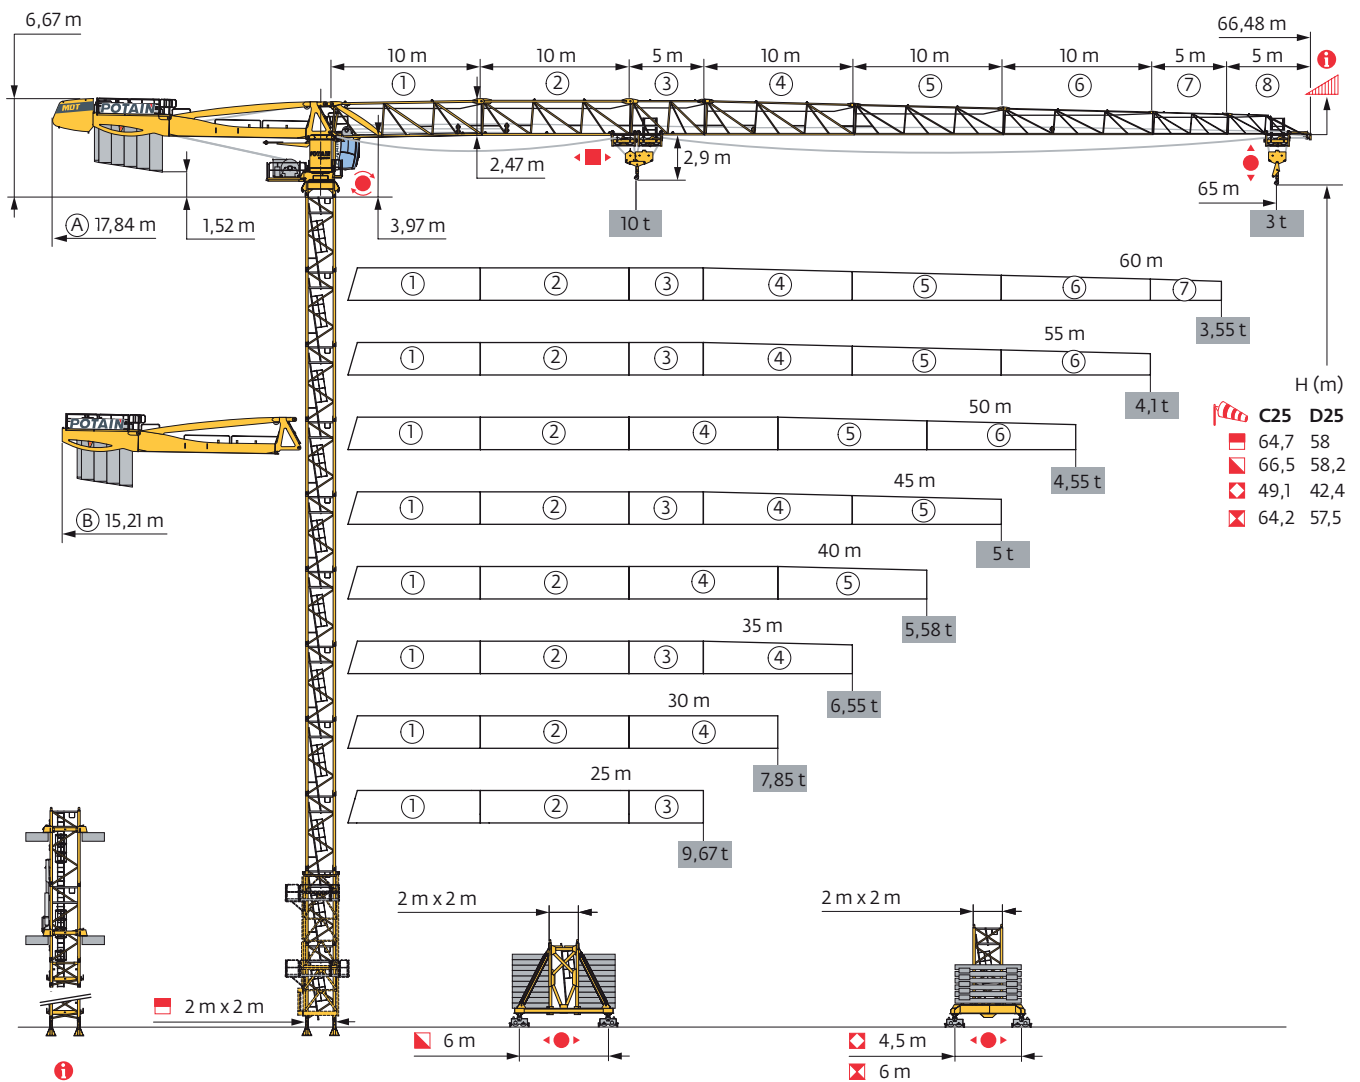 6,67 m
66,48 m
10 m 10 m 5 m 10 m 10 m 10 m 5 m 5 m
1 2 3 4 5 6 7 8
i
MDT POTAIN
POTAIN
2,47 m
2,9 m
65 m
A 17,84 m
1,52 m
3,97 m
10 t
3 t
60 m
1 2 3 4 5 6 7
3,55 t
55 m
1 2 3 4 5 6
4,1 t
H (m)
C25 D25
64,7 58
66,5 58,2
49,1 42,4
64,2 57,5
50 m
POTAIN
1 2 4 5 6
4,55 t
B 15,21 m
45 m
1 2 3 4 5
5 t
40 m
1 2 4 5
5,58 t
35 m
1 2 3 4
6,55 t
30 m
1 2 4
7,85 t
25 m
1 2 3
9,67 t
2 m x 2 m
2 m x 2 m
2 m x 2 m
6 m
4,5 m
6 m
i